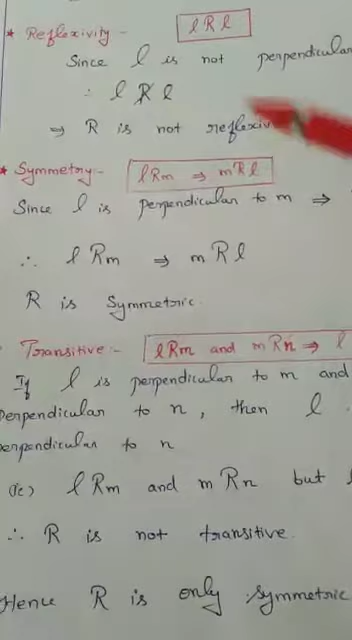 * Reflexivity - lRl
Since l is not perpendicular
∴ l R̸ l
⇒ R is not reflexiv
* Symmetry - lRm ⇒ mRl
Since l is perpendicular to m ⇒
∴ lRm ⇒ mRl
R is Symmetric.
Transitive :- lRm and mRn ⇒ l
If l is perpendicular to m and
perpendicular to n, then l
erpendicular to n
(ie) lRm and mRn but l
∴ R is not transitive.
Hence R is only symmetric